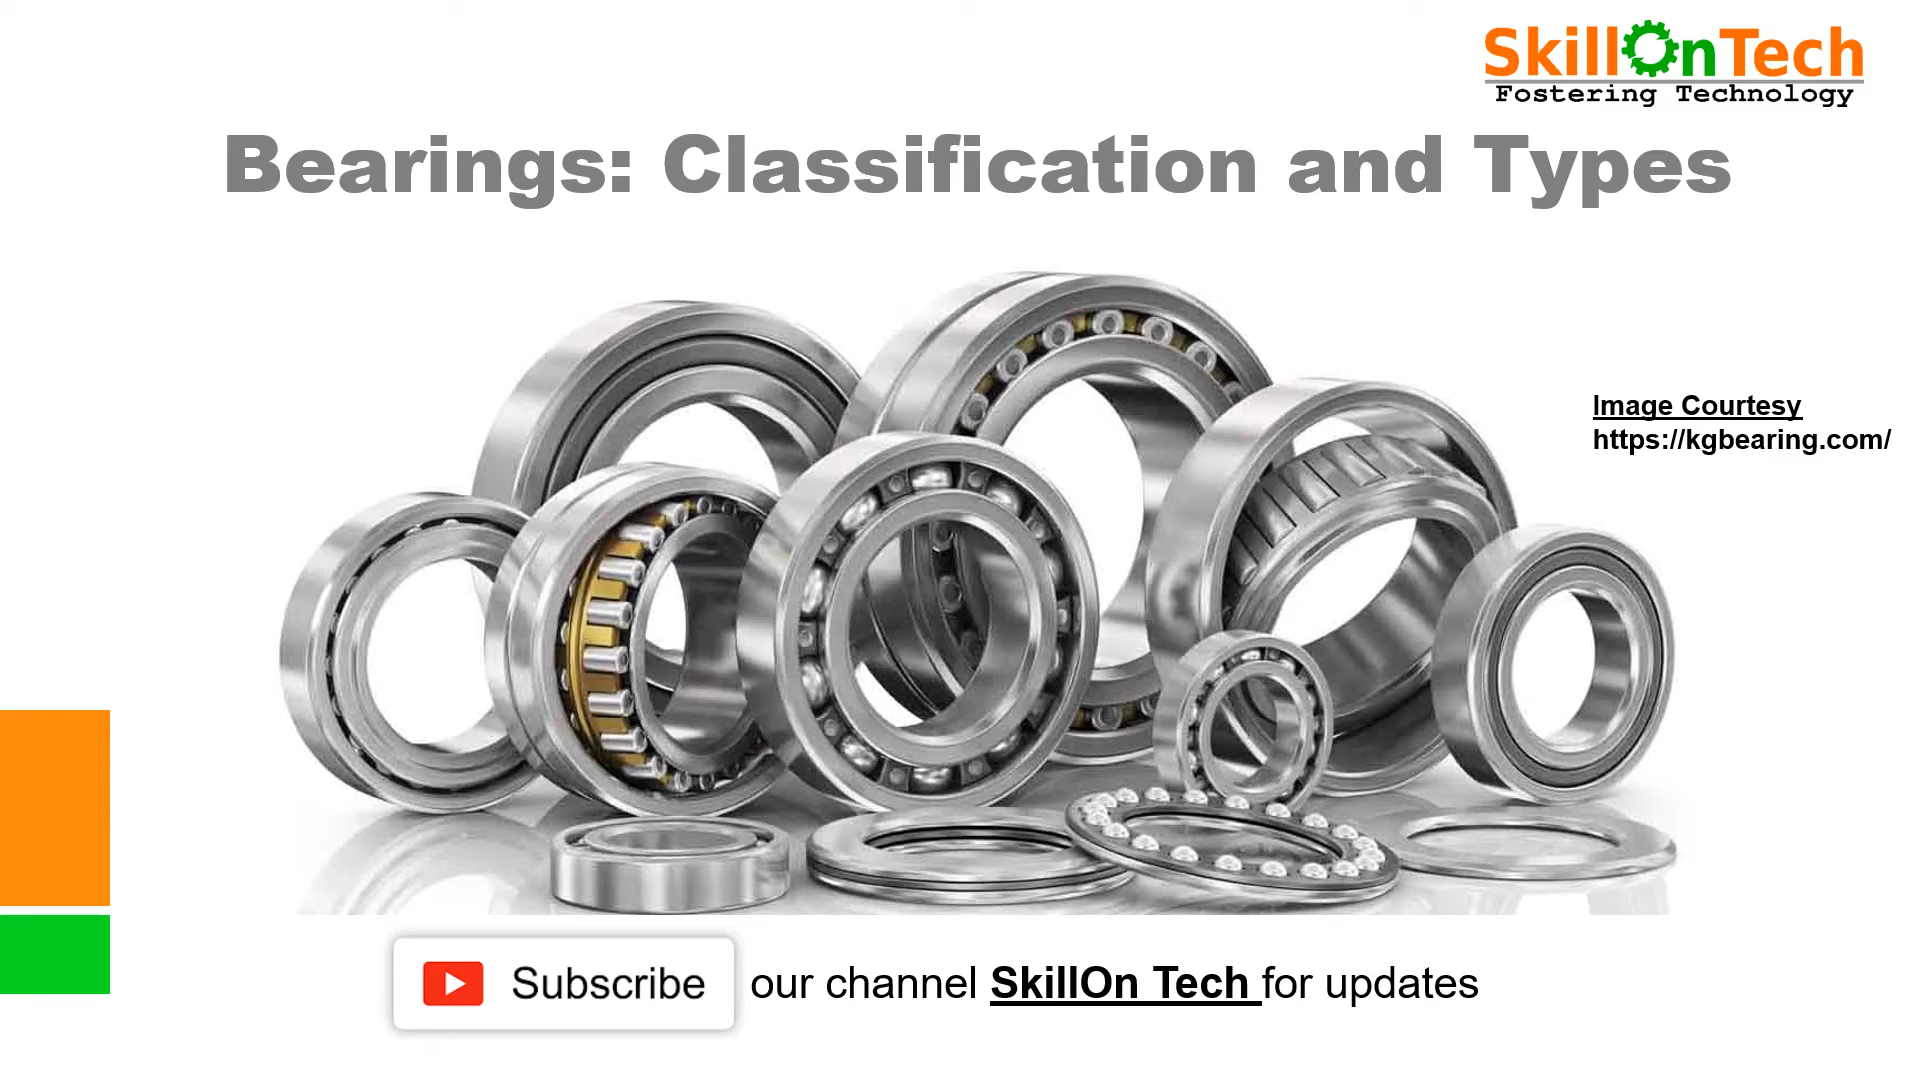 SkillOnTech
Fostering Technology
Bearings: Classification and Types
Image Courtesy
https://kgbearing.com/
Subscribe our channel SkillOn Tech for updates